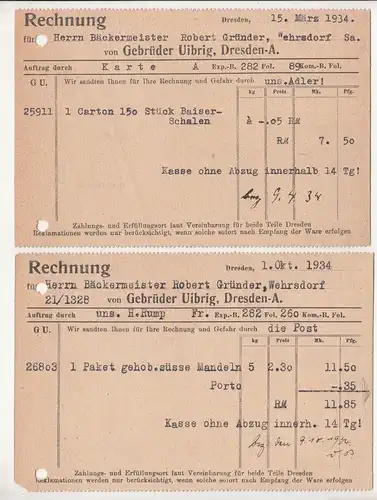 Rechnung
Dresden, 15. März 1934.
für Herrn Bäckermeister Robert Gründer, Wehrsdorf Sa.
von Gebrüder Uibrig, Dresden-A.
Auftrag durch Karte A Exp.-B. 282 Fol. 89 Kom.-B. Fol.
G U. Wir sandten Ihnen für Ihre Rechnung und Gefahr durch uns.Adler!
kg Preis Mk. Pfg.
25911 1 Carton 150 Stück Baiser-
Schalen à -.05 RM
RM 7. 50
Kasse ohne Abzug innerhalb 14 Tg!
9. 4. 34
Zahlungs- und Erfüllungsort laut Vereinbarung für beide Teile Dresden
Reklamationen werden nur berücksichtigt, wenn solche sofort nach Empfang der Ware erfolgen
Rechnung
Dresden, 1.Okt. 1934
für Herrn Bäckermeister Robert Gründer,Wehrsdorf
21/1328 von Gebrüder Uibrig, Dresden-A.
Auftrag durch uns. H.Rump Fr. Exp.-B. 282 Fol. 260 Kom.-B. Fol.
G U. Wir sandten Ihnen für Ihre Rechnung und Gefahr durch die Post
kg Preis Mk. Pfg.
26803 1 Paket gehob.süsse Mandeln 5 2.30 11.50
Porto -.35
RM 11.85
Kasse ohne Abzug innerh. 14 Tg!
Zahlungs- und Erfüllungsort laut Vereinbarung für beide Teile Dresden
Reklamationen werden nur berücksichtigt, wenn solche sofort nach Empfang der Ware erfolgen